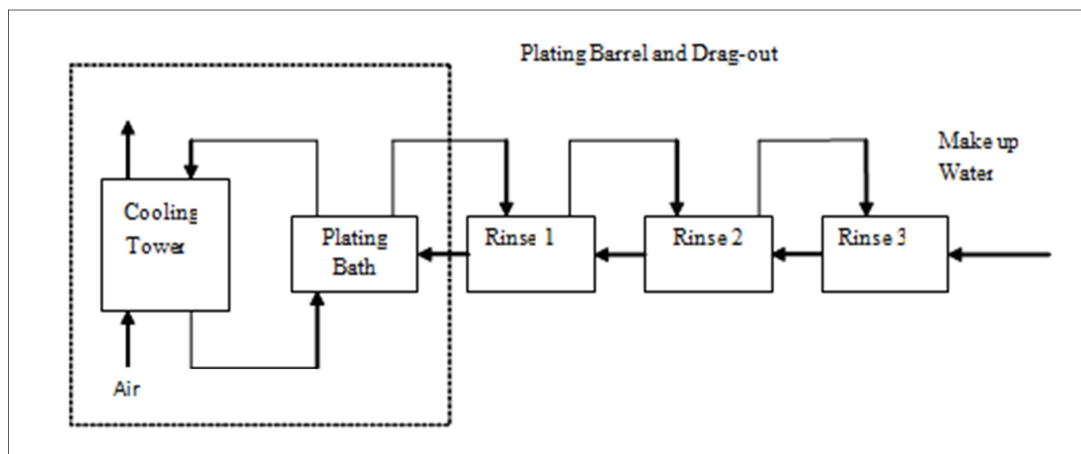 Plating Barrel and Drag-out
Make up
Water
Cooling
Tower
Plating
Bath
Rinse 1
Rinse 2
Rinse 3
Air